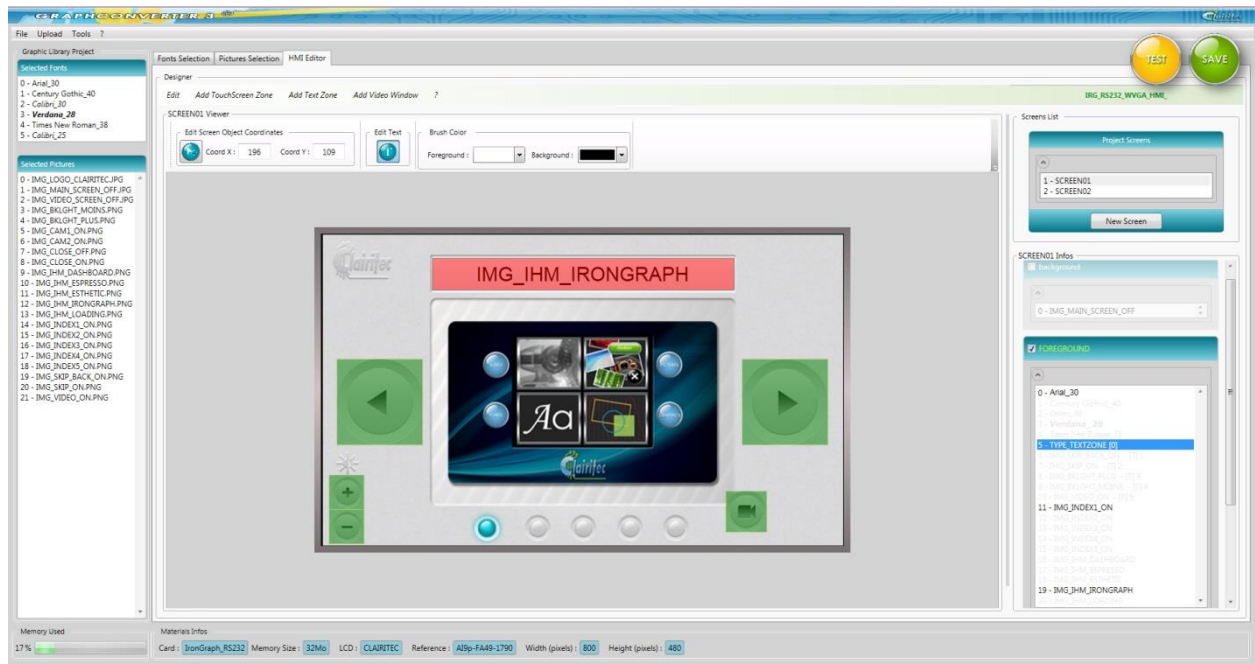 GRAPHCONVERTER 3
Clairitec
File Upload Tools ?
Graphic Library Project
Selected Fonts
0 - Arial_30
1 - Century Gothic_40
2 - Calibri_30
3 - Verdana_28
4 - Times New Roman_38
5 - Calibri_25
Selected Pictures
0 - IMG_LOGO_CLAIRITEC.JPG
1 - IMG_MAIN_SCREEN_OFF.JPG
2 - IMG_VIDEO_SCREEN_OFF.JPG
3 - IMG_BKLGHT_MOINS.PNG
4 - IMG_BKLGHT_PLUS.PNG
5 - IMG_CAM1_ON.PNG
6 - IMG_CAM2_ON.PNG
7 - IMG_CLOSE_OFF.PNG
8 - IMG_CLOSE_ON.PNG
9 - IMG_IHM_DASHBOARD.PNG
10 - IMG_IHM_ESPRESSO.PNG
11 - IMG_IHM_ESTHETIC.PNG
12 - IMG_IHM_IRONGRAPH.PNG
13 - IMG_IHM_LOADING.PNG
14 - IMG_INDEX1_ON.PNG
15 - IMG_INDEX2_ON.PNG
16 - IMG_INDEX3_ON.PNG
17 - IMG_INDEX4_ON.PNG
18 - IMG_INDEX5_ON.PNG
19 - IMG_SKIP_BACK_ON.PNG
20 - IMG_SKIP_ON.PNG
21 - IMG_VIDEO_ON.PNG
Memory Used
17%
Fonts Selection Pictures Selection HMI Editor
TEST SAVE
Designer
Edit Add TouchScreen Zone Add Text Zone Add Video Window ?
IRG_RS232_WVGA_HMI_
SCREEN01 Viewer
Edit Screen Object Coordinates Edit Text Brush Color
Coord X : 196 Coord Y : 109 Foreground : Background :
Clairitec
IMG_IHM_IRONGRAPH
Aa
Clairitec
Screens List
Project Screens
1 - SCREEN01
2 - SCREEN02
New Screen
SCREEN01 Infos
Background
0 - IMG_MAIN_SCREEN_OFF
FOREGROUND
0 - Arial_30
5 - TYPE_TEXTZONE [0]
11 - IMG_INDEX1_ON
19 - IMG_IHM_IRONGRAPH
Materials Infos
Card : IronGraph_RS232 Memory Size : 32Mo LCD : CLAIRITEC Reference : AI9p-FA49-1790 Width (pixels) : 800 Height (pixels) : 480